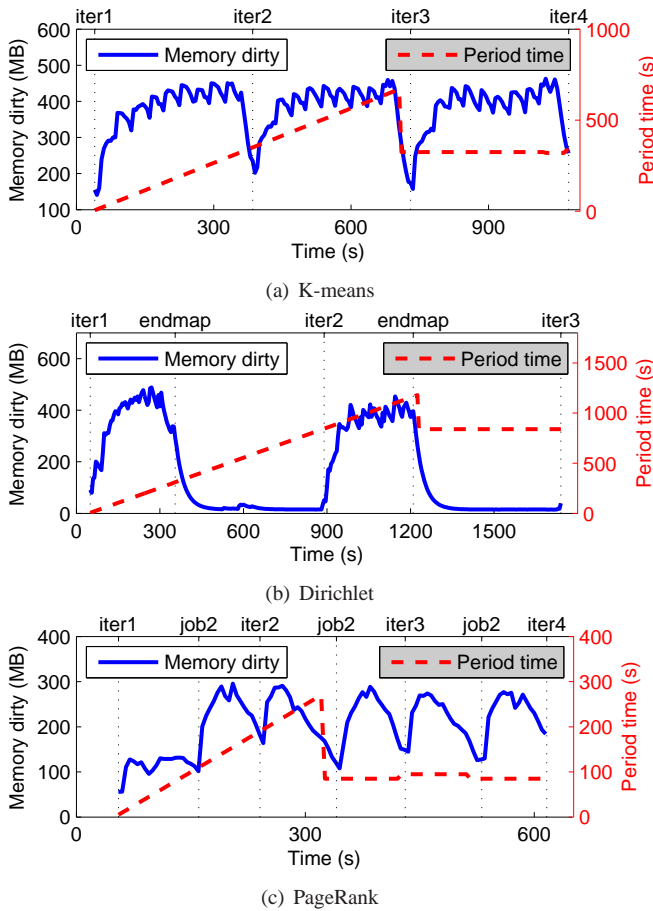 iter1 iter2 iter3 iter4
600 1000
Memory dirty Period time
500
400
500
300
200
100 0
0 300 600 900
Memory dirty (MB)
Period time (s)
Time (s)
(a) K-means
iter1 endmap iter2 endmap iter3
Memory dirty Period time
600
1500
400
1000
200
500
0 0
0 300 600 900 1200 1500
Memory dirty (MB)
Period time (s)
Time (s)
(b) Dirichlet
iter1 job2 iter2 job2 iter3 job2 iter4
400 400
Memory dirty Period time
300 300
200 200
100 100
0 0
0 300 600
Memory dirty (MB)
Period time (s)
Time (s)
(c) PageRank